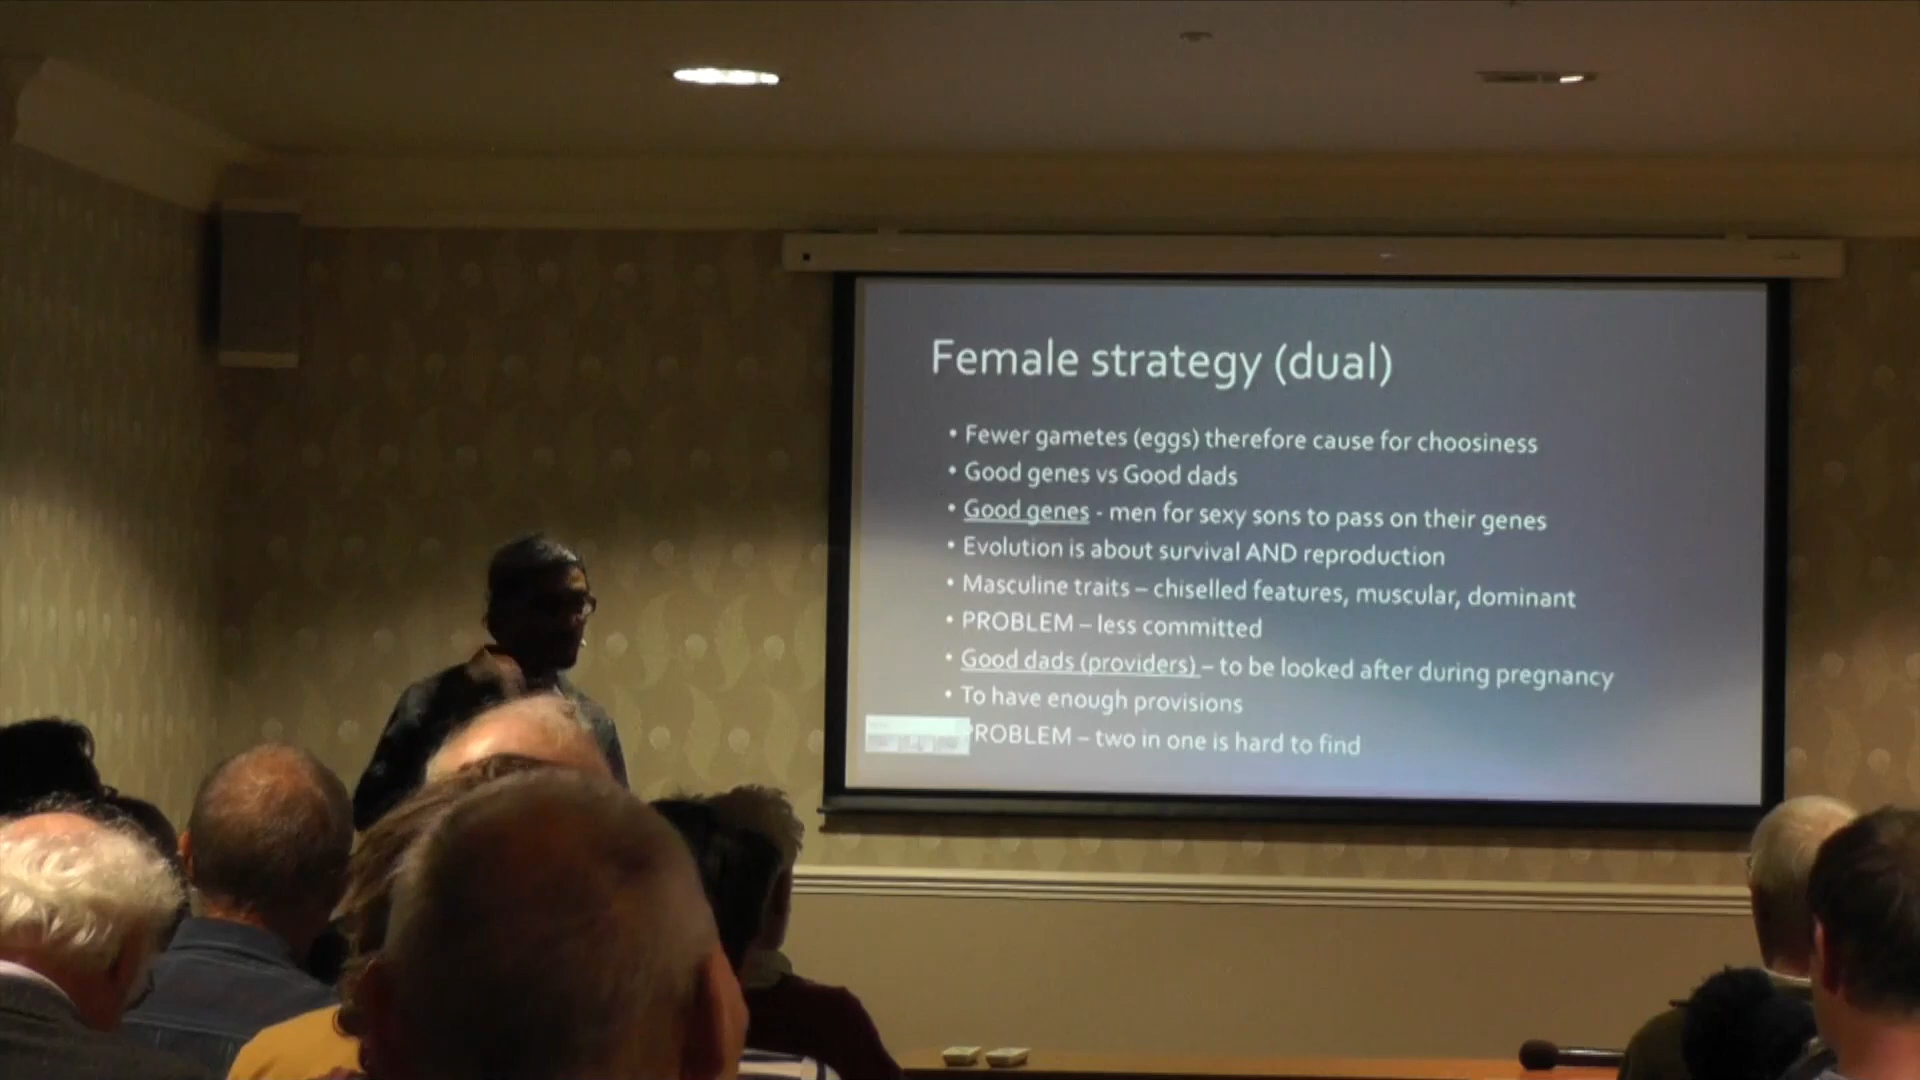 Female strategy (dual)
• Fewer gametes (eggs) therefore cause for choosiness
• Good genes vs Good dads
• Good genes - men for sexy sons to pass on their genes
• Evolution is about survival AND reproduction
• Masculine traits – chiselled features, muscular, dominant
• PROBLEM – less committed
• Good dads (providers) – to be looked after during pregnancy
• To have enough provisions
PROBLEM – two in one is hard to find